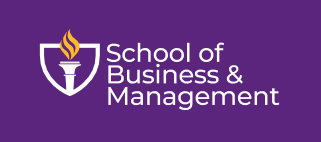 School of
Business &
Management